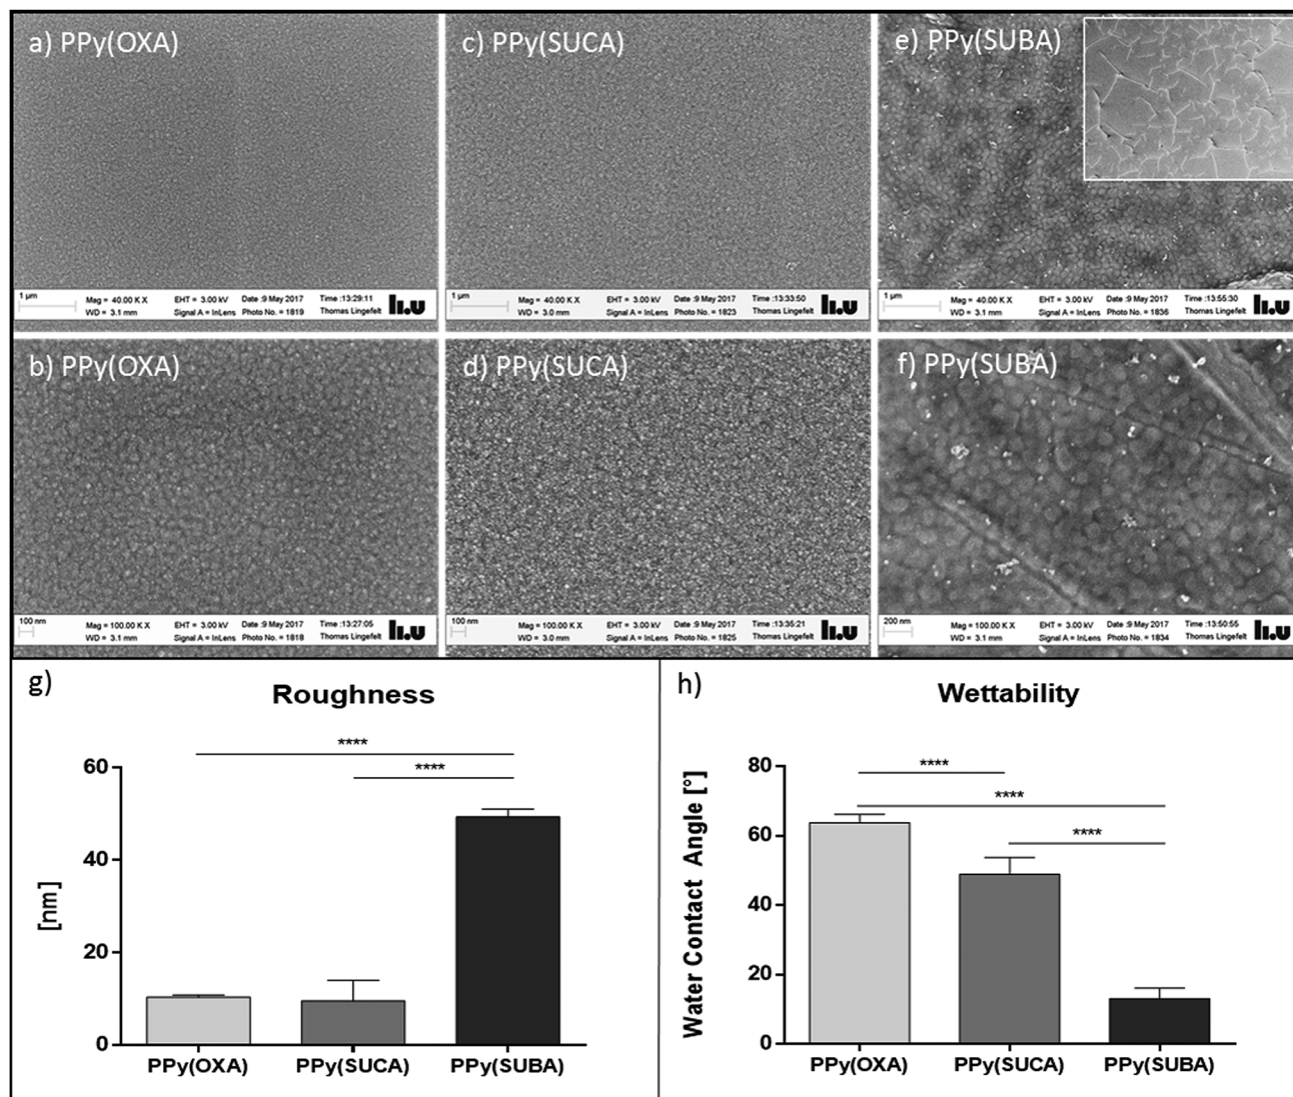 a) PPy(OXA)
1 µm
Mag = 40.00 K X
EHT = 3.00 kV
Date :9 May 2017
Time :13:29:11
WD = 3.1 mm
Signal A = InLens
Photo No. = 1819
Thomas Lingefelt
li.u
c) PPy(SUCA)
1 µm
Mag = 40.00 K X
EHT = 3.00 kV
Date :9 May 2017
Time :13:33:50
WD = 3.0 mm
Signal A = InLens
Photo No. = 1823
Thomas Lingefelt
li.u
e) PPy(SUBA)
1 µm
Mag = 40.00 K X
EHT = 3.00 kV
Date :9 May 2017
Time :13:55:30
WD = 3.1 mm
Signal A = InLens
Photo No. = 1836
Thomas Lingefelt
li.u
b) PPy(OXA)
100 nm
Mag = 100.00 K X
EHT = 3.00 kV
Date :9 May 2017
Time :13:27:05
WD = 3.1 mm
Signal A = InLens
Photo No. = 1818
Thomas Lingefelt
li.u
d) PPy(SUCA)
100 nm
Mag = 100.00 K X
EHT = 3.00 kV
Date :9 May 2017
Time :13:35:21
WD = 3.0 mm
Signal A = InLens
Photo No. = 1825
Thomas Lingefelt
li.u
f) PPy(SUBA)
200 nm
Mag = 100.00 K X
EHT = 3.00 kV
Date :9 May 2017
Time :13:50:55
WD = 3.1 mm
Signal A = InLens
Photo No. = 1834
Thomas Lingefelt
li.u
g)
Roughness
****
****
60
40
20
0
[nm]
PPy(OXA)
PPy(SUCA)
PPy(SUBA)
h)
Wettability
****
****
****
80
60
40
20
0
Water Contact Angle [°]
PPy(OXA)
PPy(SUCA)
PPy(SUBA)